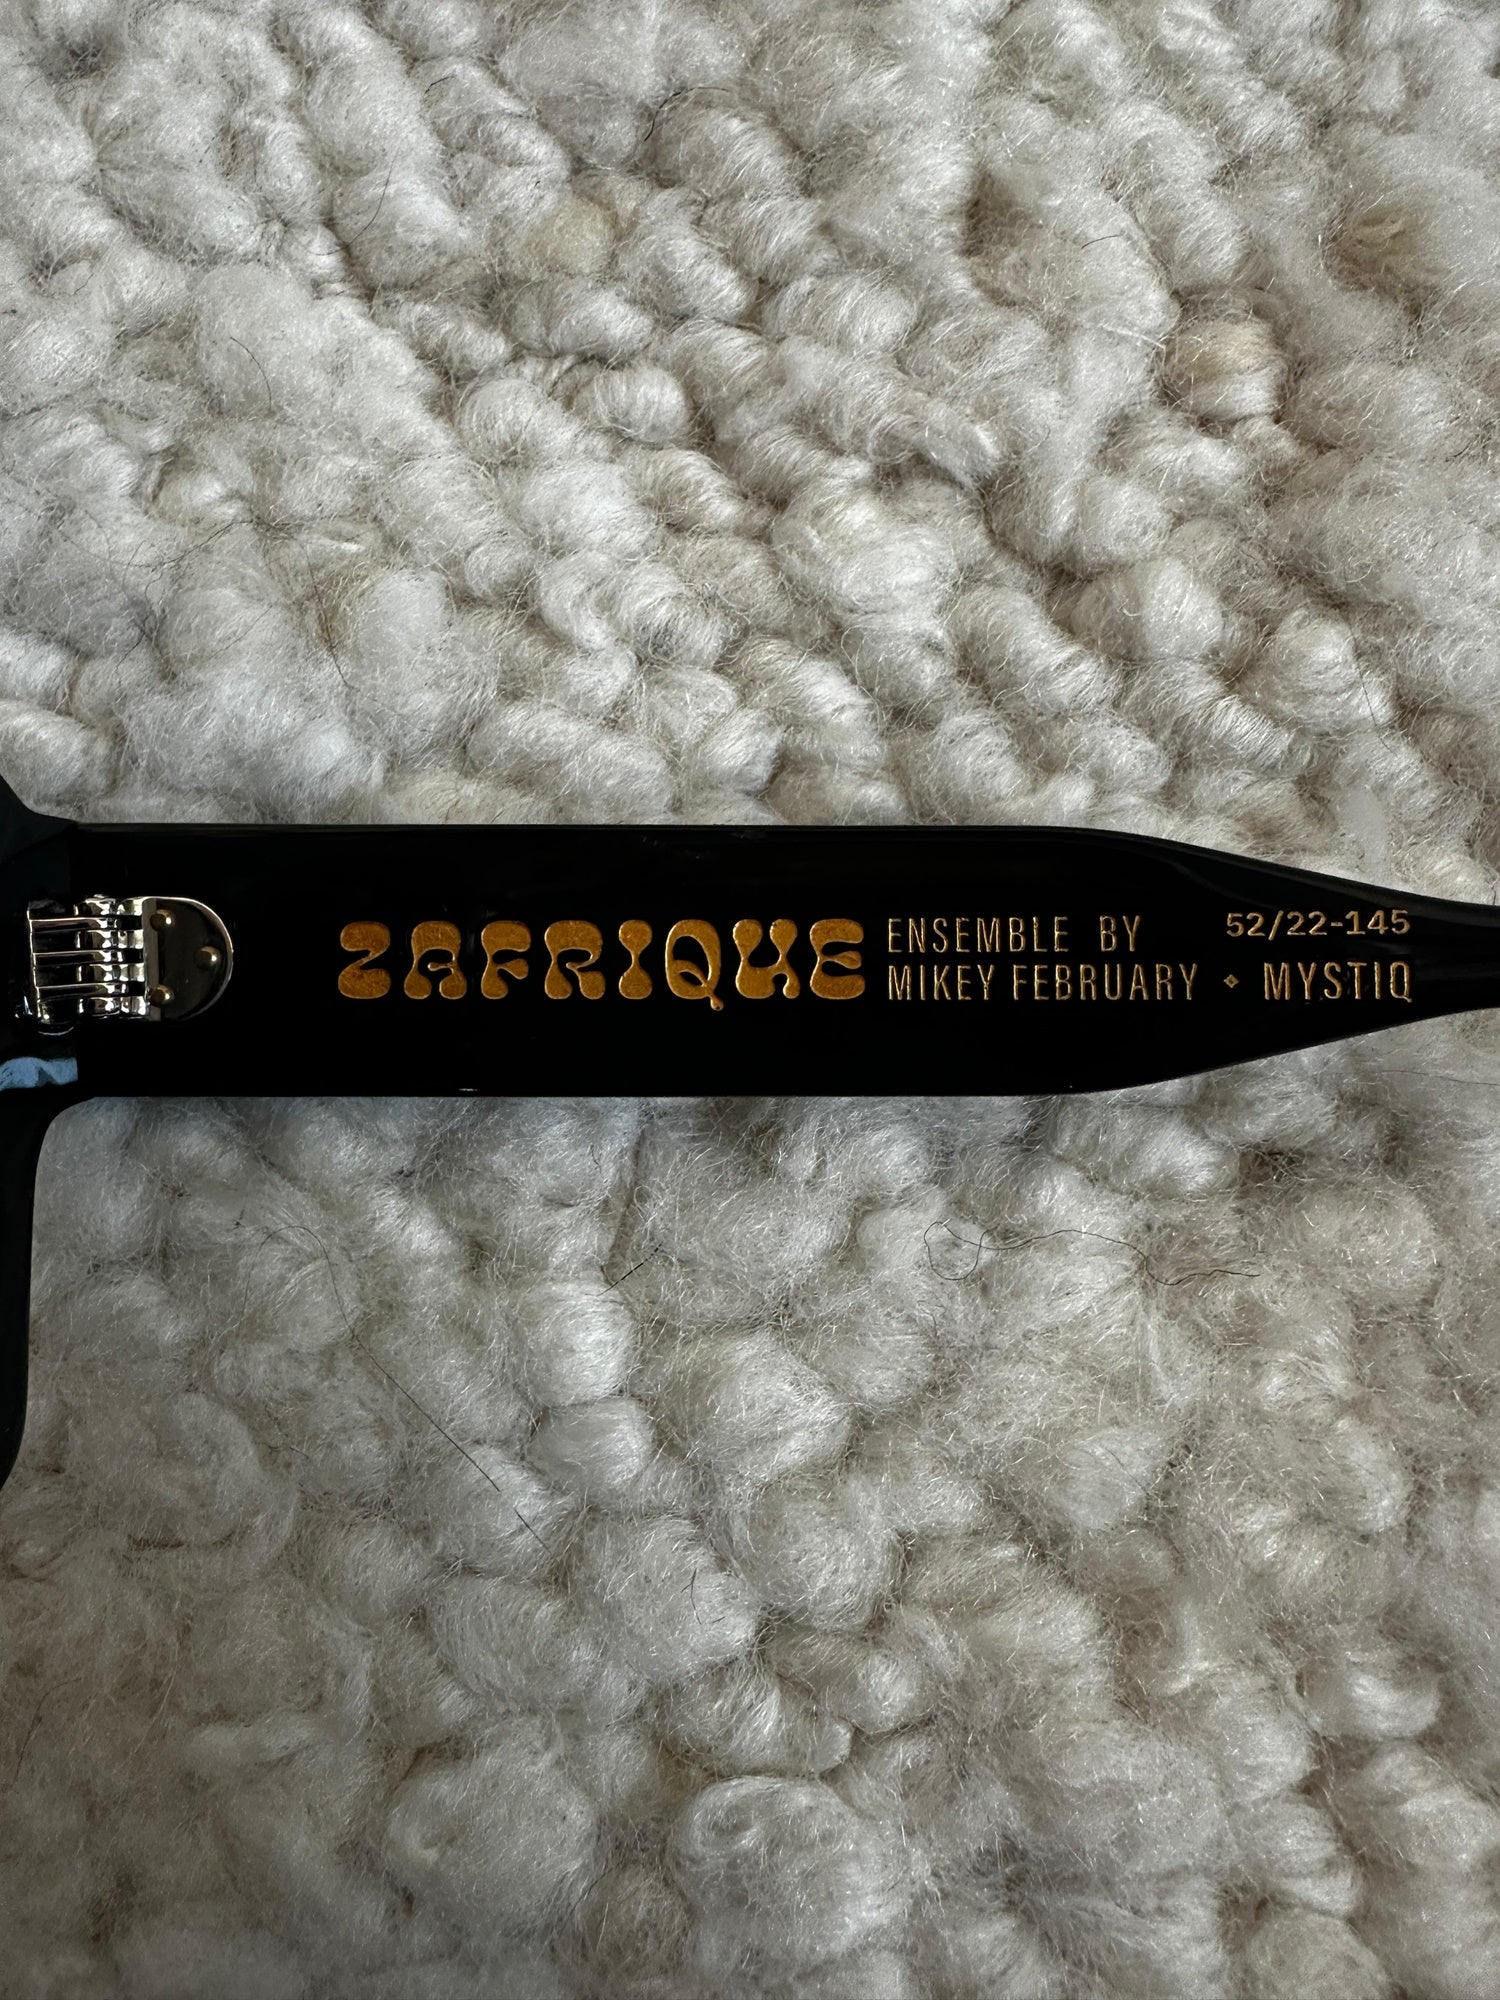 ZAFRIQUE
ENSEMBLE BY
MIKEY FEBRUARY ⋄ MYSTIQ
52/22-145